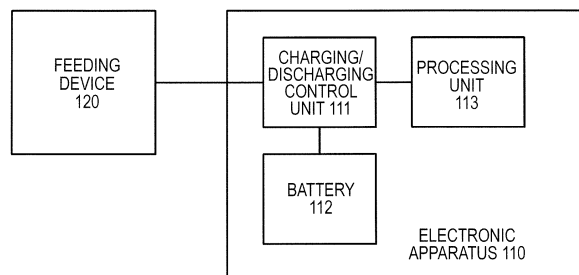 FEEDING
DEVICE
120
CHARGING/
DISCHARGING
CONTROL
UNIT 111
PROCESSING
UNIT
113
BATTERY
112
ELECTRONIC
APPARATUS 110